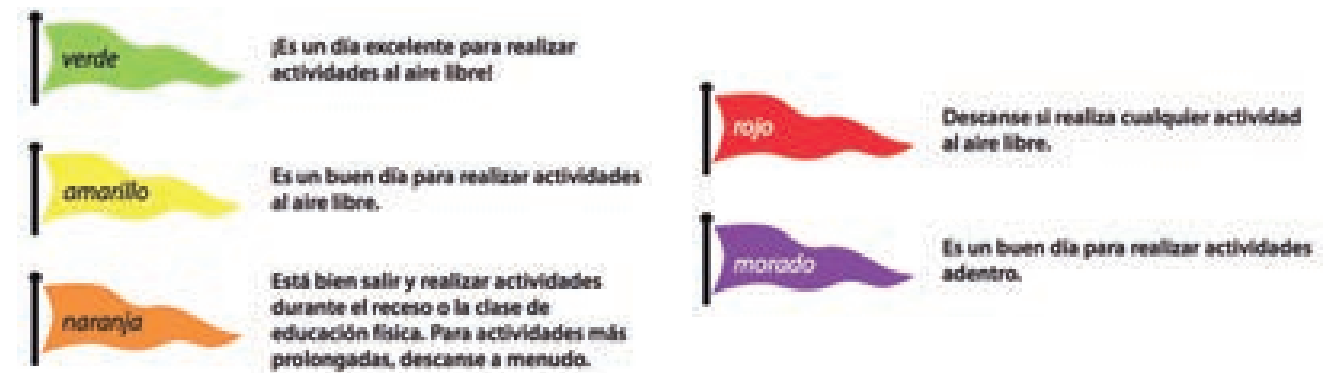 verde
¡Es un día excelente para realizar
actividades al aire libre!
amarillo
Es un buen día para realizar actividades
al aire libre.
naranja
Está bien salir y realizar actividades
durante el receso o la clase de
educación física. Para actividades más
prolongadas, descanse a menudo.
rojo
Descanse si realiza cualquier actividad
al aire libre.
morado
Es un buen día para realizar actividades
adentro.